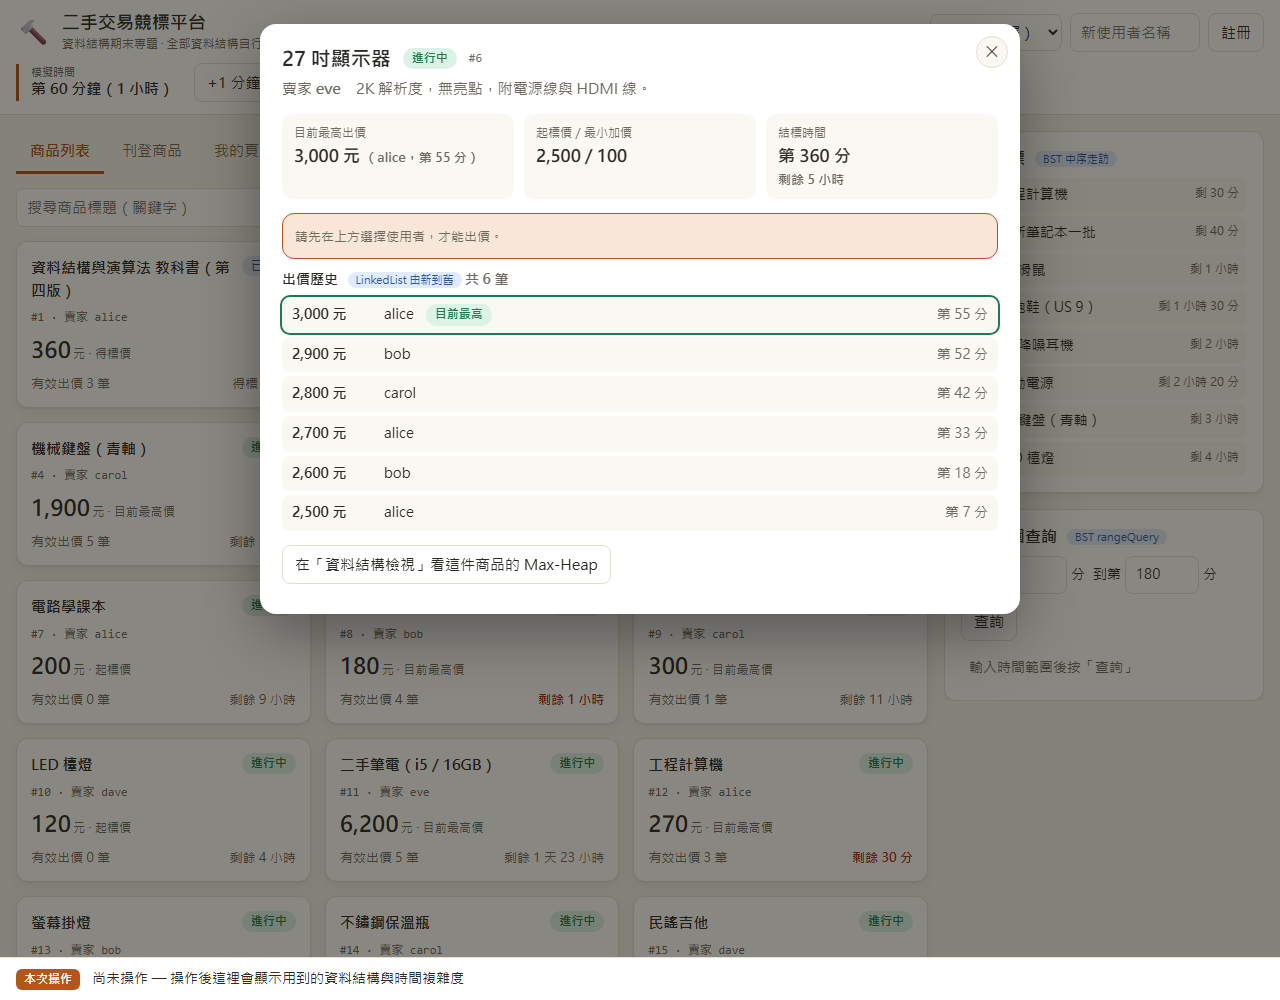 二手交易競標平台
資料結構期末專題 · 全部資料結構自行
模擬時間
第 60 分鐘 ( 1 小時 )
+1 分鐘
新使用者名稱
註冊
商品列表
刊登商品
我的頁
搜尋商品標題 ( 關鍵字 )
27 吋顯示器 進行中 #6
賣家 eve 2K 解析度，無亮點，附電源線與 HDMI 線。
目前最高出價
3,000 元 ( alice，第 55 分 )
起標價 / 最小加價
2,500 / 100
結標時間
第 360 分
剩餘 5 小時
請先在上方選擇使用者，才能出價。
出價歷史 LinkedList 由新到舊 共 6 筆
3,000 元 alice 目前最高 第 55 分
2,900 元 bob 第 52 分
2,800 元 carol 第 42 分
2,700 元 alice 第 33 分
2,600 元 bob 第 18 分
2,500 元 alice 第 7 分
在「資料結構檢視」看這件商品的 Max-Heap
資料結構與演算法 教科書 ( 第
四版 )
#1 · 賣家 alice
360 元 · 得標價
有效出價 3 筆 得標
機械鍵盤 ( 青軸 )
#4 · 賣家 carol
1,900 元 · 目前最高價
有效出價 5 筆 剩餘
電路學課本
#7 · 賣家 alice
200 元 · 起標價
有效出價 0 筆 剩餘 9 小時
#8 · 賣家 bob
180 元 · 目前最高價
有效出價 4 筆 剩餘 1 小時
#9 · 賣家 carol
300 元 · 目前最高價
有效出價 1 筆 剩餘 11 小時
LED 檯燈 進行中
#10 · 賣家 dave
120 元 · 起標價
有效出價 0 筆 剩餘 4 小時
二手筆電 ( i5 / 16GB ) 進行中
#11 · 賣家 eve
6,200 元 · 目前最高價
有效出價 5 筆 剩餘 1 天 23 小時
工程計算機 進行中
#12 · 賣家 alice
270 元 · 目前最高價
有效出價 3 筆 剩餘 30 分
螢幕掛燈 進行中
#13 · 賣家 bob
不鏽鋼保溫瓶 進行中
#14 · 賣家 carol
民謠吉他 進行中
#15 · 賣家 dave
BST 中序走訪
程計算機 剩 30 分
筆記本一批 剩 40 分
滑鼠 剩 1 小時
跑鞋 ( US 9 ) 剩 1 小時 30 分
降噪耳機 剩 2 小時
動電源 剩 2 小時 20 分
鍵盤 ( 青軸 ) 剩 3 小時
檯燈 剩 4 小時
查詢 BST rangeQuery
分 到第 180 分
查詢
輸入時間範圍後按「查詢」
本次操作 尚未操作 — 操作後這裡會顯示用到的資料結構與時間複雜度